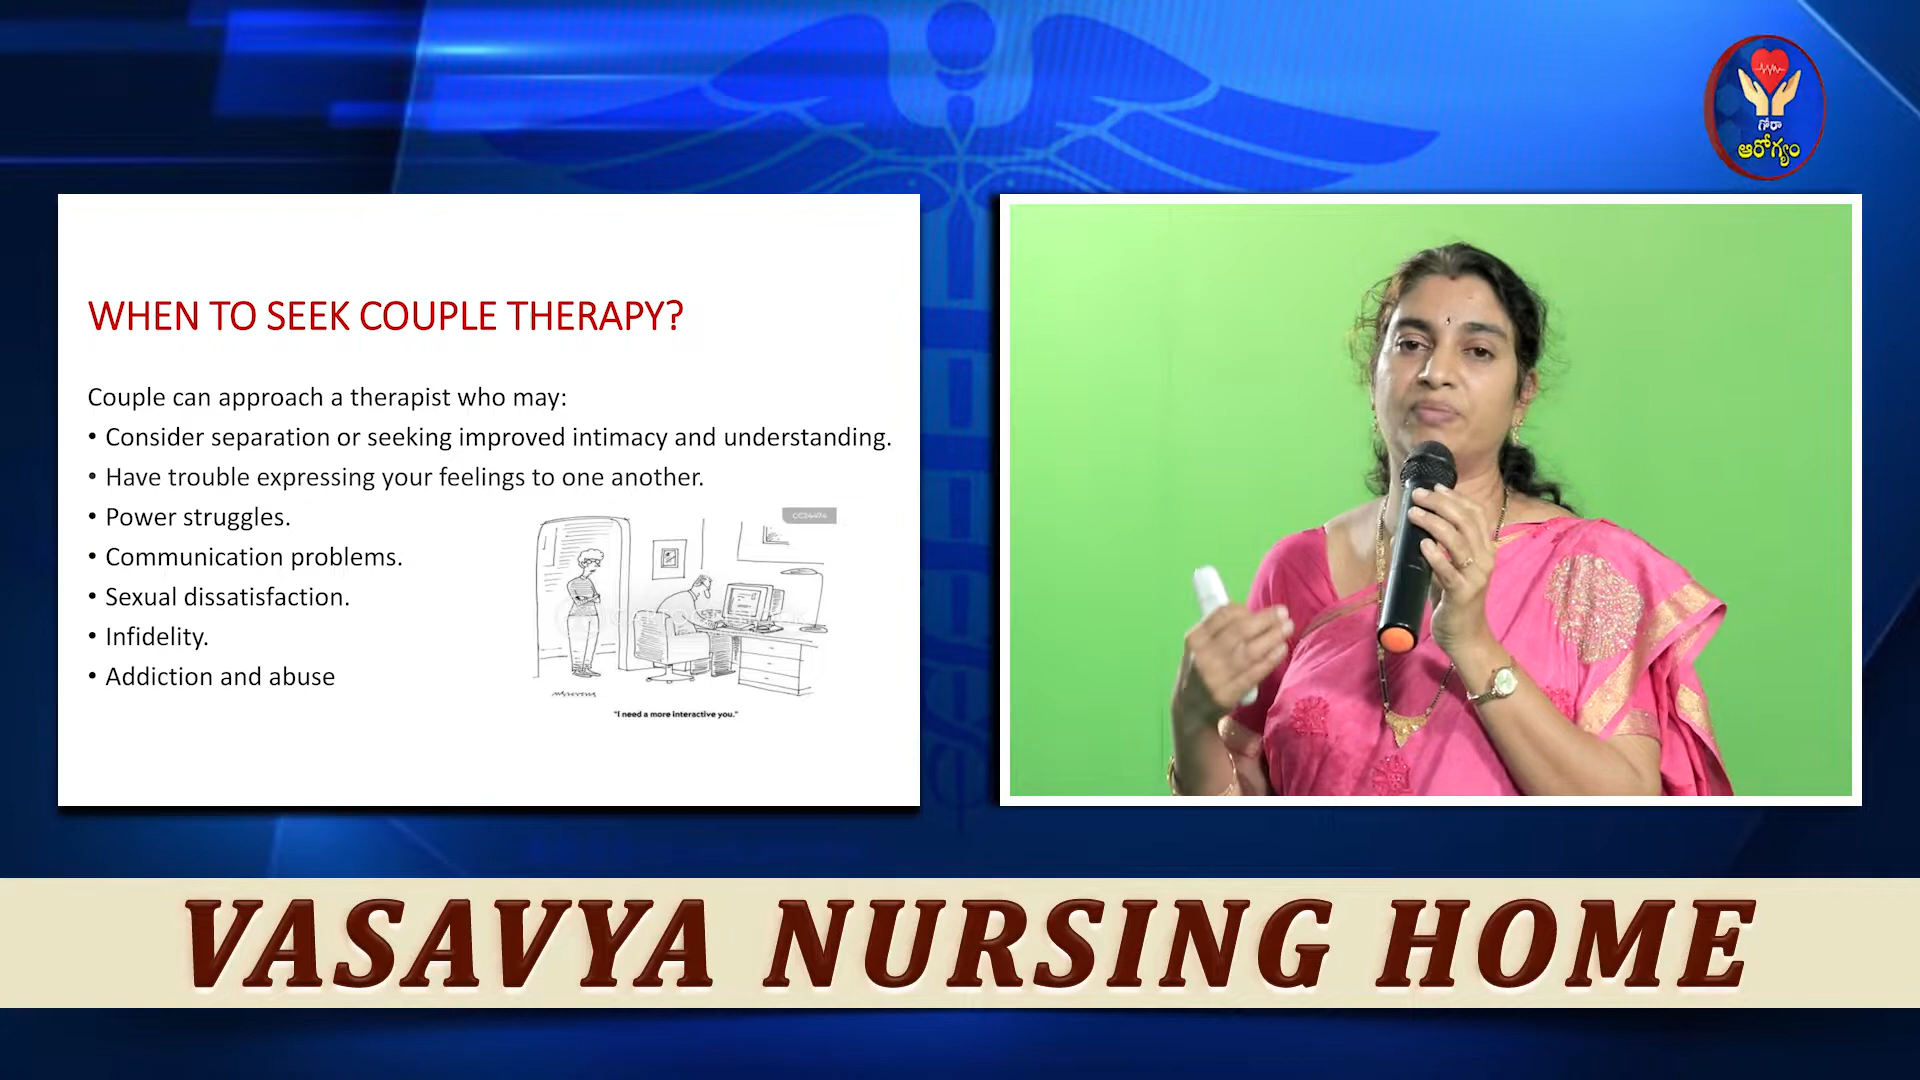 గోరా
ఆరోగ్యం
WHEN TO SEEK COUPLE THERAPY?
Couple can approach a therapist who may:
• Consider separation or seeking improved intimacy and understanding.
• Have trouble expressing your feelings to one another.
• Power struggles.
• Communication problems.
• Sexual dissatisfaction.
• Infidelity.
• Addiction and abuse
"I need a more interactive you."
VASAVYA NURSING HOME